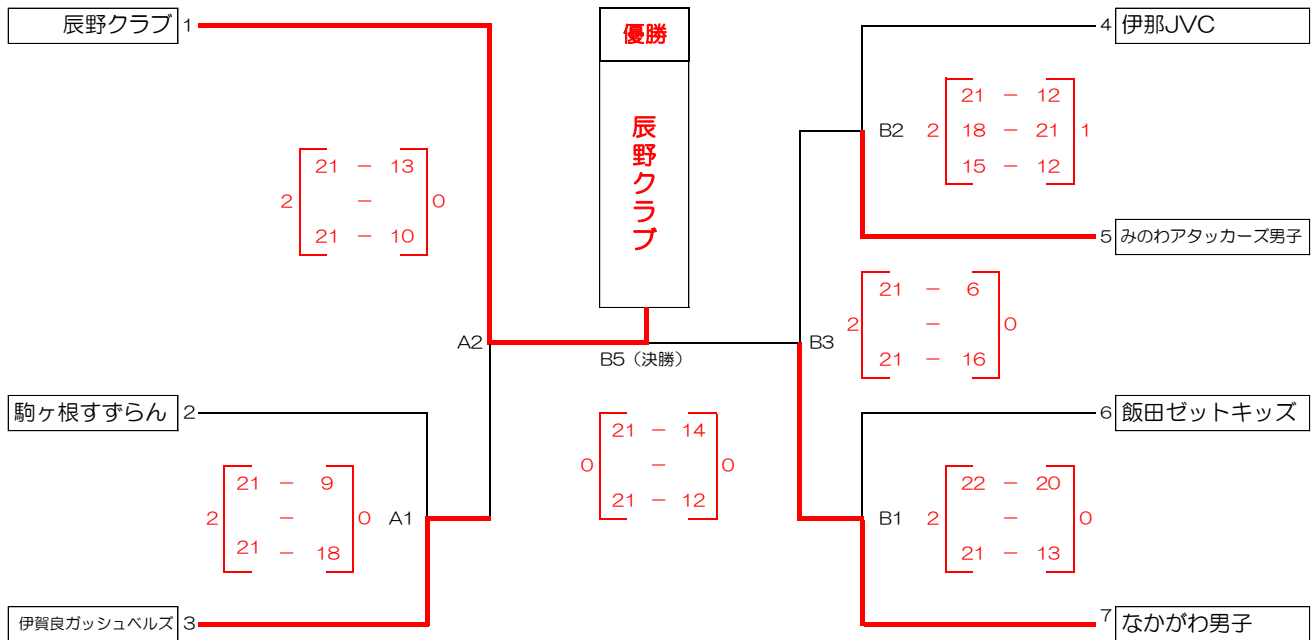 辰野クラブ 1
優勝
辰野クラブ
4 伊那JVC
B2 2 21 - 12
18 - 21 1
15 - 12
5 みのわアタッカーズ男子
21 - 13
2 - 0
21 - 10
A2
B5（決勝）
B3
21 - 6
2 - 0
21 - 16
駒ヶ根すずらん 2
21 - 9
2 - 0 A1
21 - 18
伊賀良ガッシュベルズ 3
21 - 14
0 - 0
21 - 12
6 飯田ゼットキッズ
22 - 20
B1 2 - 0
21 - 13
7 なかがわ男子